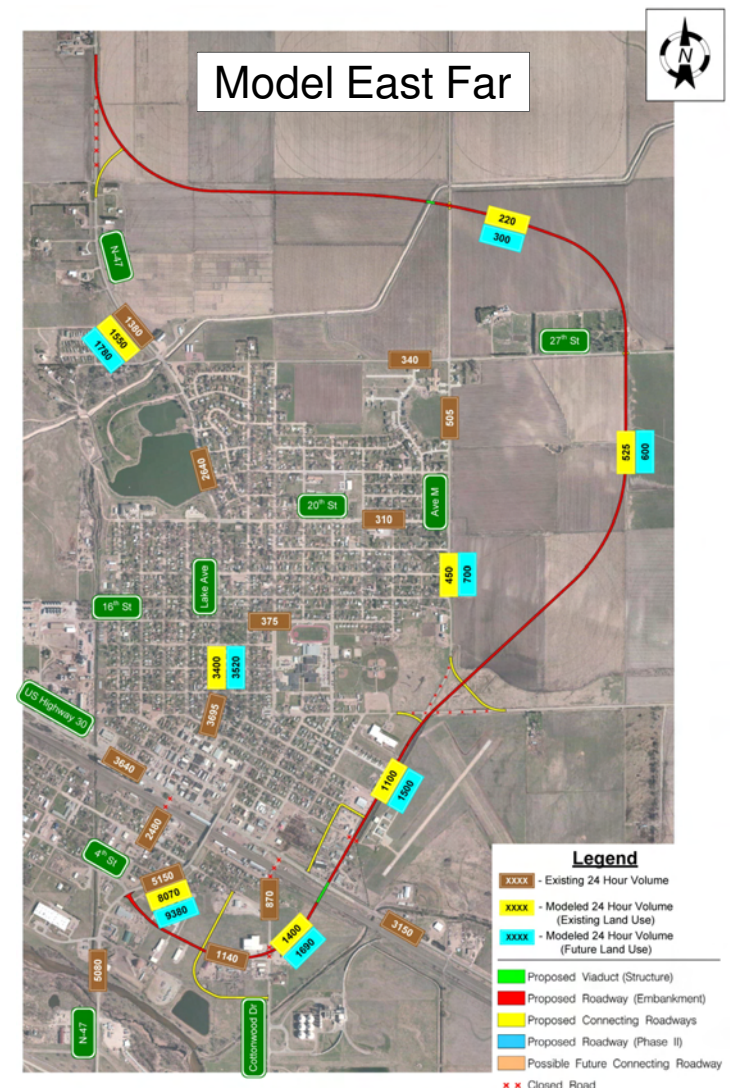 Model East Far
N
220
300
N-47
1380
1550
1780
27th St
340
505
2640
525
600
20th St
Ave M
310
450
700
Lake Ave
16th St
375
3400
3520
US Highway 30
3695
3640
1100
1500
2480
4th St
5150
8070
9380
870
1400
1690
3150
1140
5080
N-47
Cottonwood Dr
Legend
XXXX - Existing 24 Hour Volume
XXXX - Modeled 24 Hour Volume
(Existing Land Use)
XXXX - Modeled 24 Hour Volume
(Future Land Use)
Proposed Viaduct (Structure)
Proposed Roadway (Embankment)
Proposed Connecting Roadways
Proposed Roadway (Phase II)
Possible Future Connecting Roadway
x x Closed Road